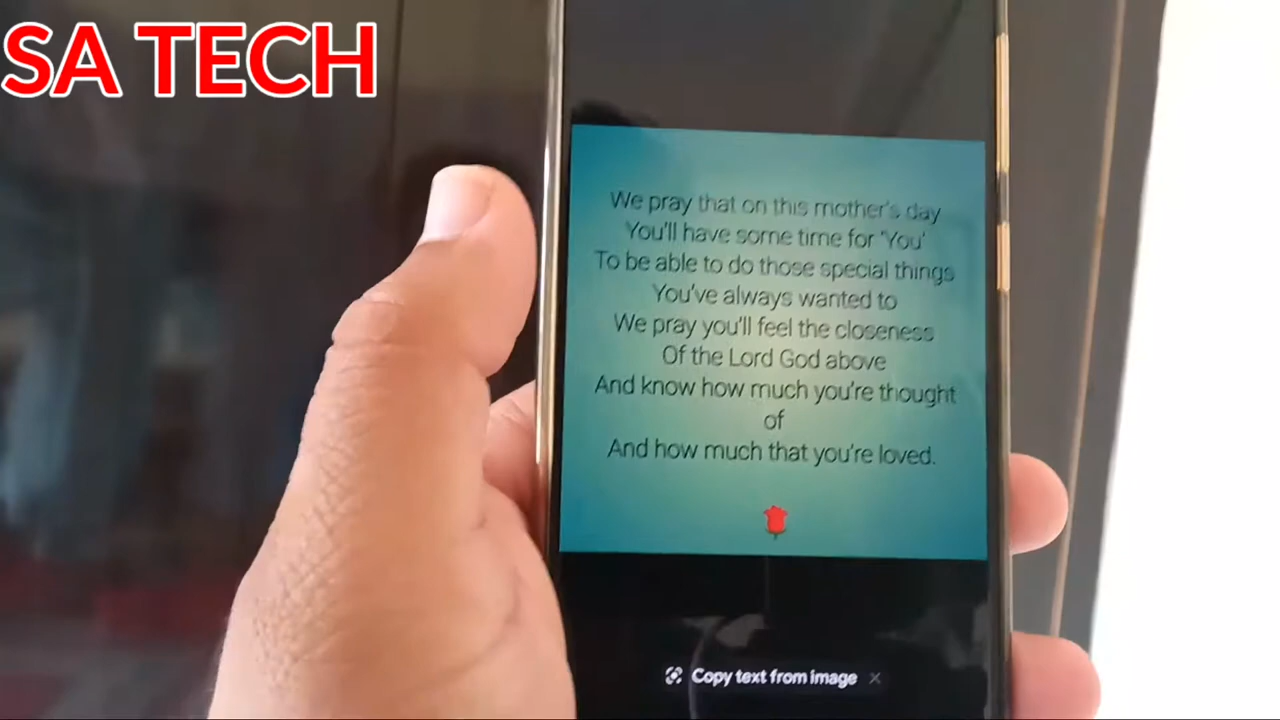 SA TECH
We pray that on this mother's day
You'll have some time for 'You'
To be able to do those special things
You've always wanted to
We pray you'll feel the closeness
Of the Lord God above
And know how much you're thought
of
And how much that you're loved.
Copy text from image